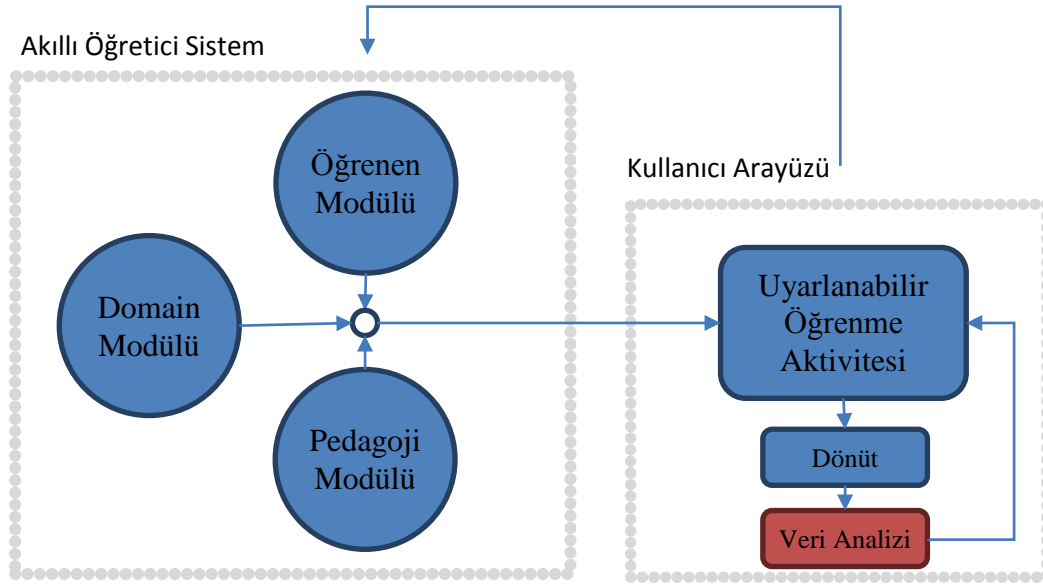 Akıllı Öğretici Sistem
Öğrenen
Modülü
Domain
Modülü
Pedagoji
Modülü
Kullanıcı Arayüzü
Uyarlanabilir
Öğrenme
Aktivitesi
Dönüt
Veri Analizi